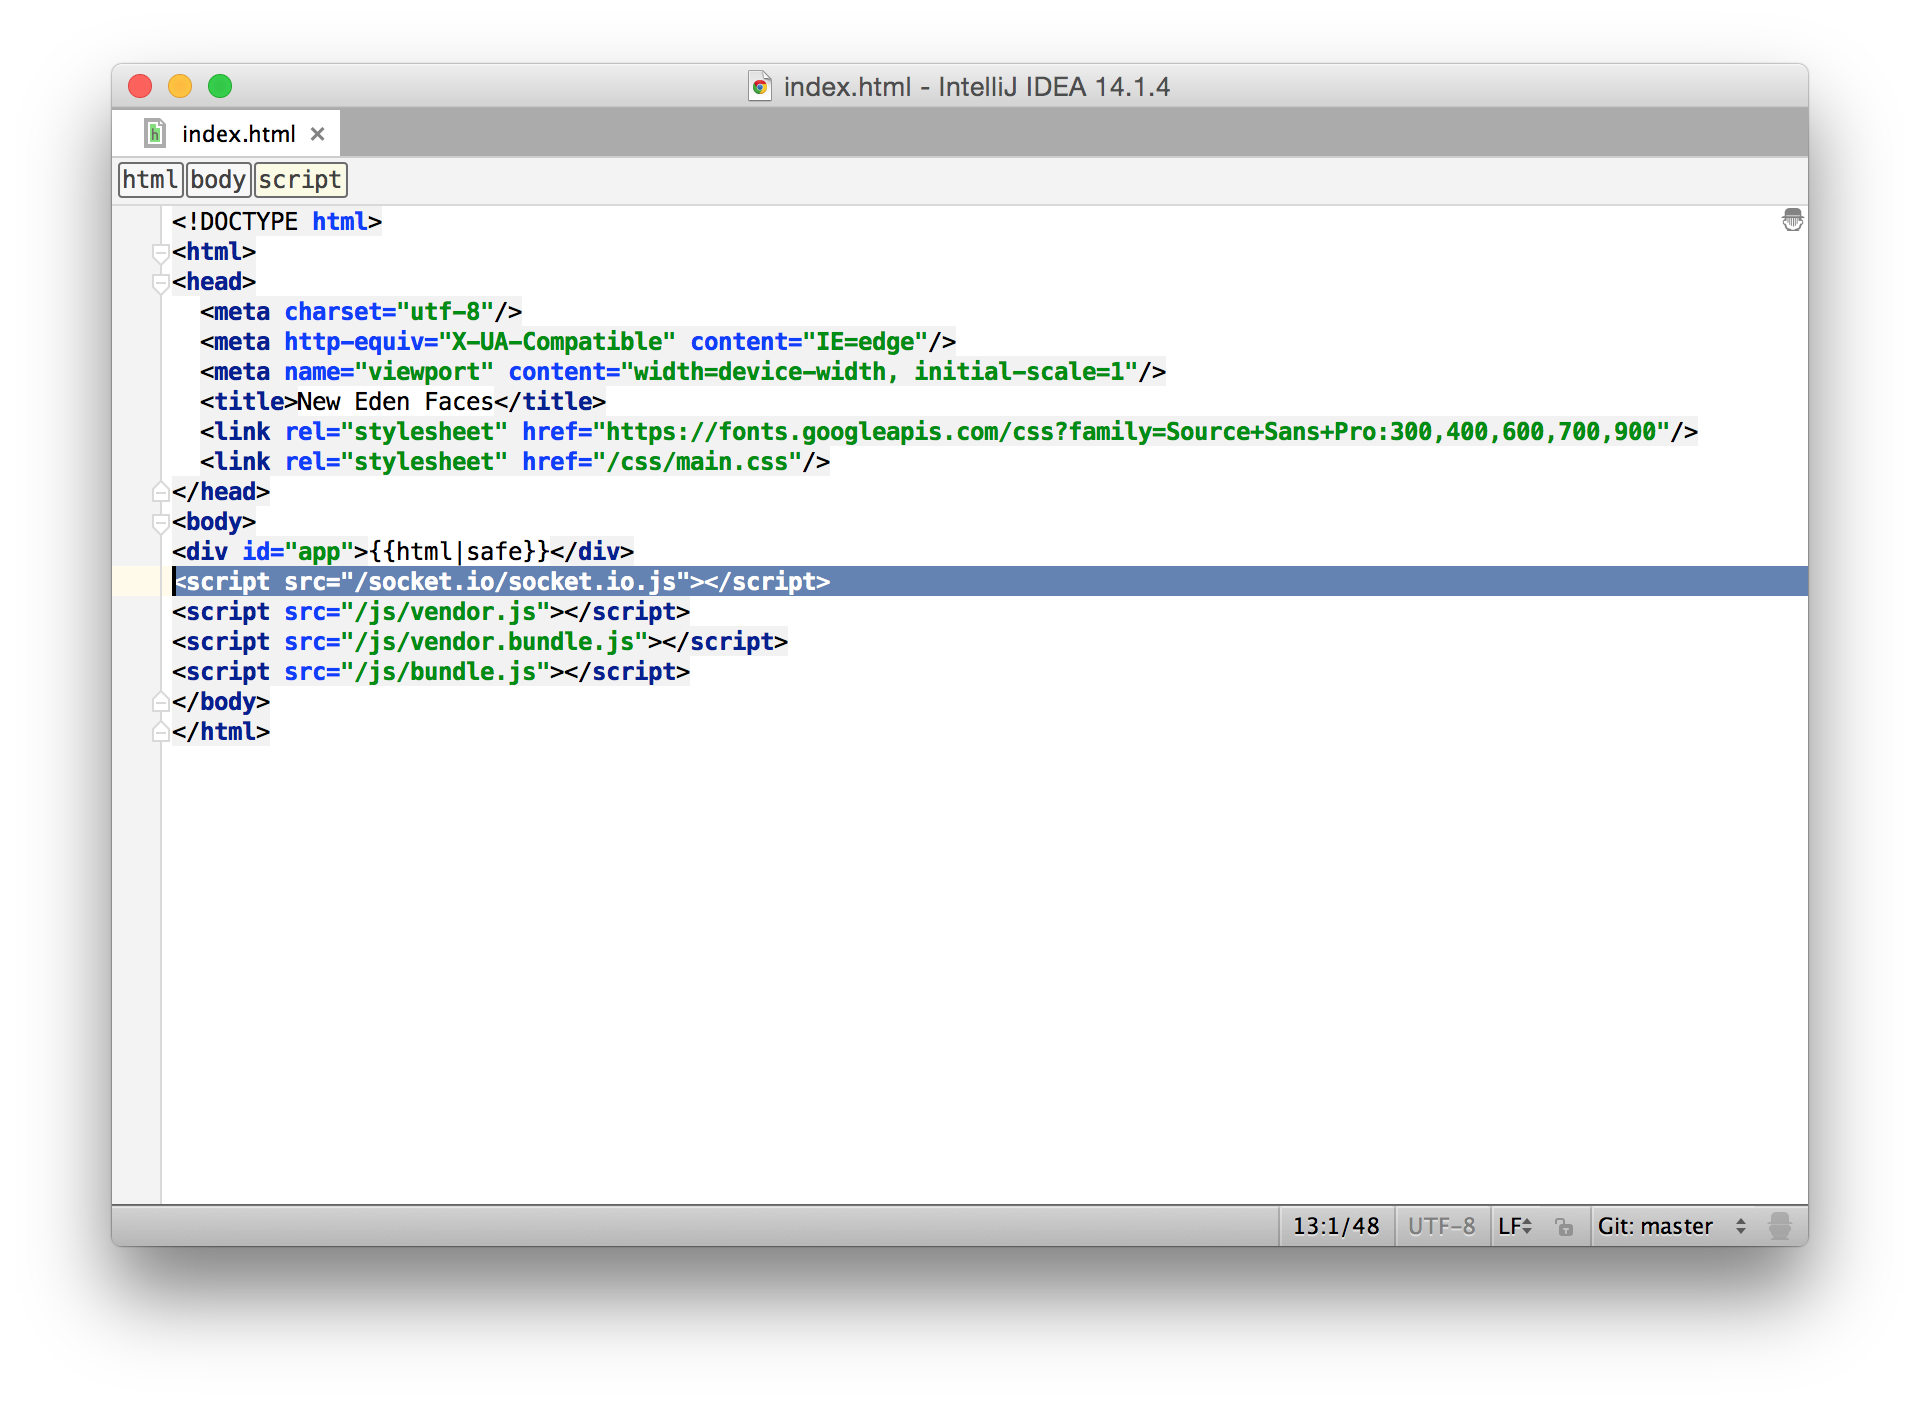 index.html - IntelliJ IDEA 14.1.4
index.html
html body script
<!DOCTYPE html>
<html>
<head>
  <meta charset="utf-8"/>
  <meta http-equiv="X-UA-Compatible" content="IE=edge"/>
  <meta name="viewport" content="width=device-width, initial-scale=1"/>
  <title>New Eden Faces</title>
  <link rel="stylesheet" href="https://fonts.googleapis.com/css?family=Source+Sans+Pro:300,400,600,700,900"/>
  <link rel="stylesheet" href="/css/main.css"/>
</head>
<body>
<div id="app">{{html|safe}}</div>
<script src="/socket.io/socket.io.js"></script>
<script src="/js/vendor.js"></script>
<script src="/js/vendor.bundle.js"></script>
<script src="/js/bundle.js"></script>
</body>
</html>
13:1/48 UTF-8 LF Git: master